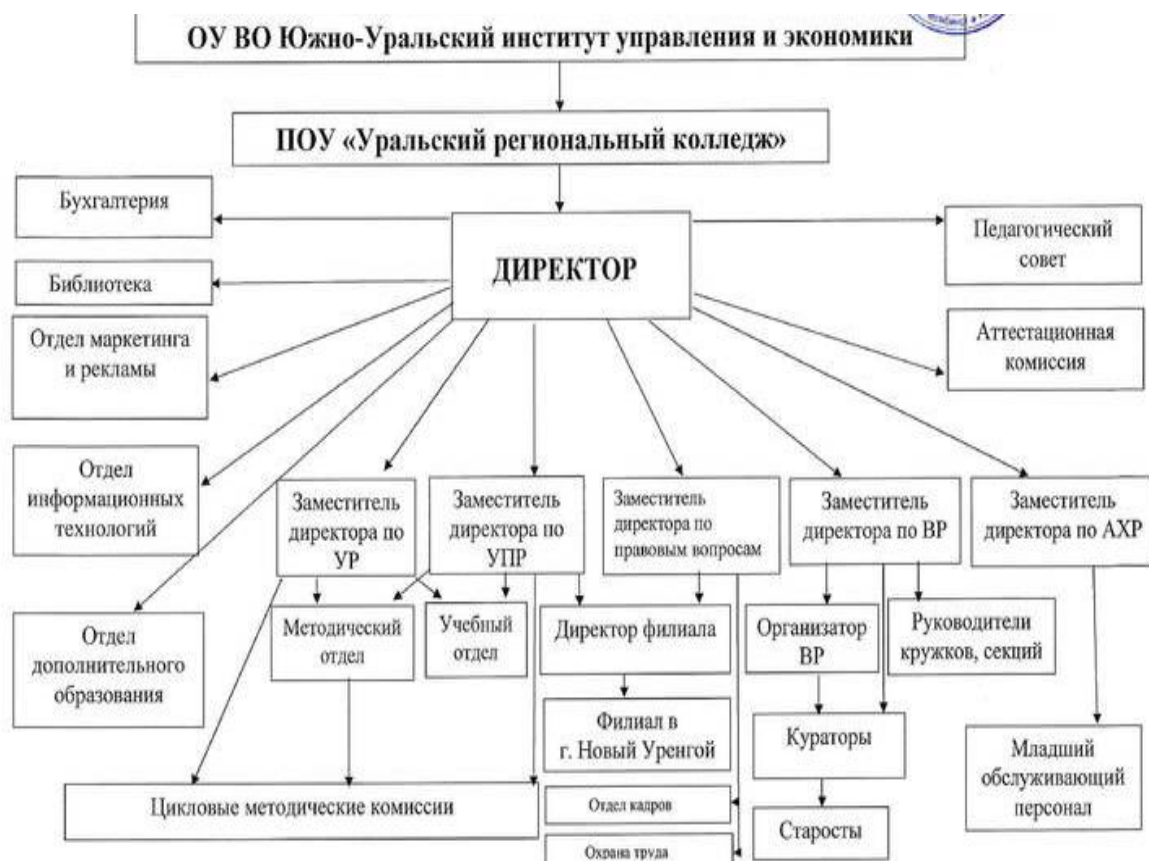 ОУ ВО Южно-Уральский институт управления и экономики
ПОУ «Уральский региональный колледж»
Бухгалтерия
ДИРЕКТОР
Педагогический
совет
Библиотека
Отдел маркетинга
и рекламы
Аттестационная
комиссия
Отдел
информационных
технологий
Заместитель
директора по
УР
Заместитель
директора по
УПР
Заместитель
директора по
правовым вопросам
Заместитель
директора по ВР
Заместитель
директора по АХР
Отдел
дополнительного
образования
Методический
отдел
Учебный
отдел
Директор филиала
Организатор
ВР
Руководители
кружков, секций
Филиал в
г. Новый Уренгой
Кураторы
Младший
обслуживающий
персонал
Цикловые методические комиссии
Отдел кадров
Старосты
Охрана труда